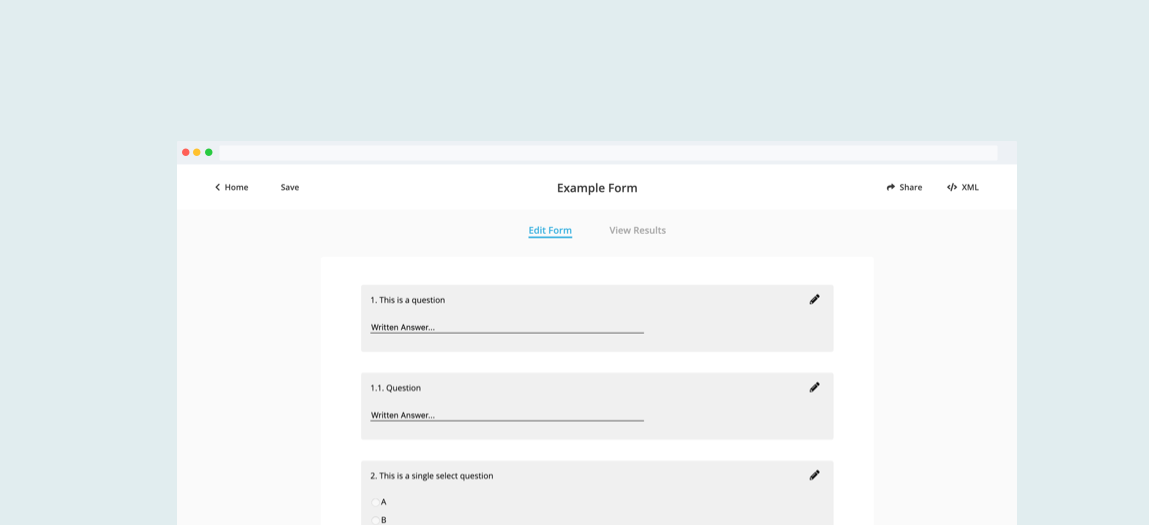 Home Save Example Form Share XML
Edit Form View Results
1. This is a question
Written Answer...
1.1. Question
Written Answer...
2. This is a single select question
A
B